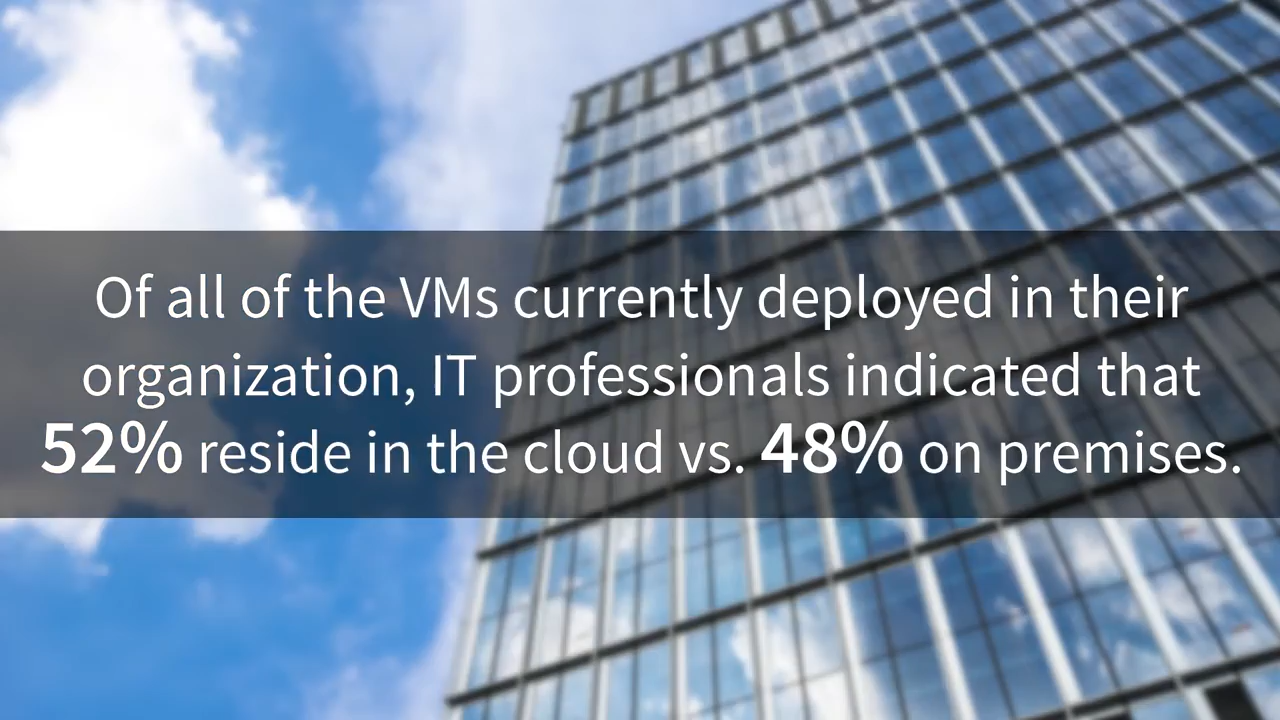 Of all of the VMs currently deployed in their
organization, IT professionals indicated that
52% reside in the cloud vs. 48% on premises.